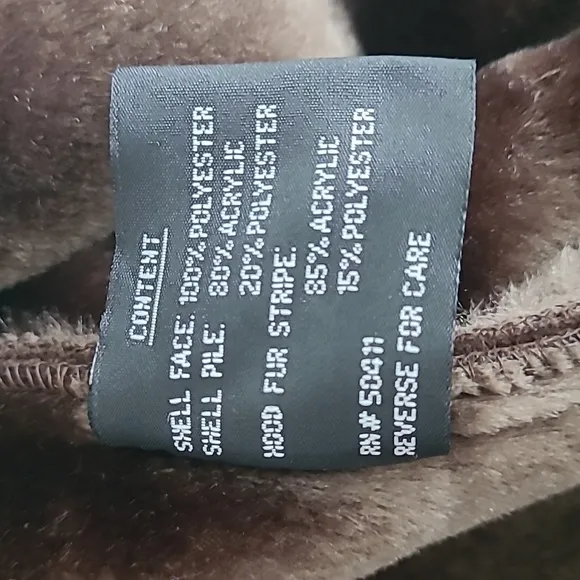 CONTENT
SHELL FACE: 100% POLYESTER
SHELL PILE: 80% ACRYLIC
20% POLYESTER
HOOD FUR STRIPE:
85% ACRYLIC
15% POLYESTER
RN# 50411
REVERSE FOR CARE